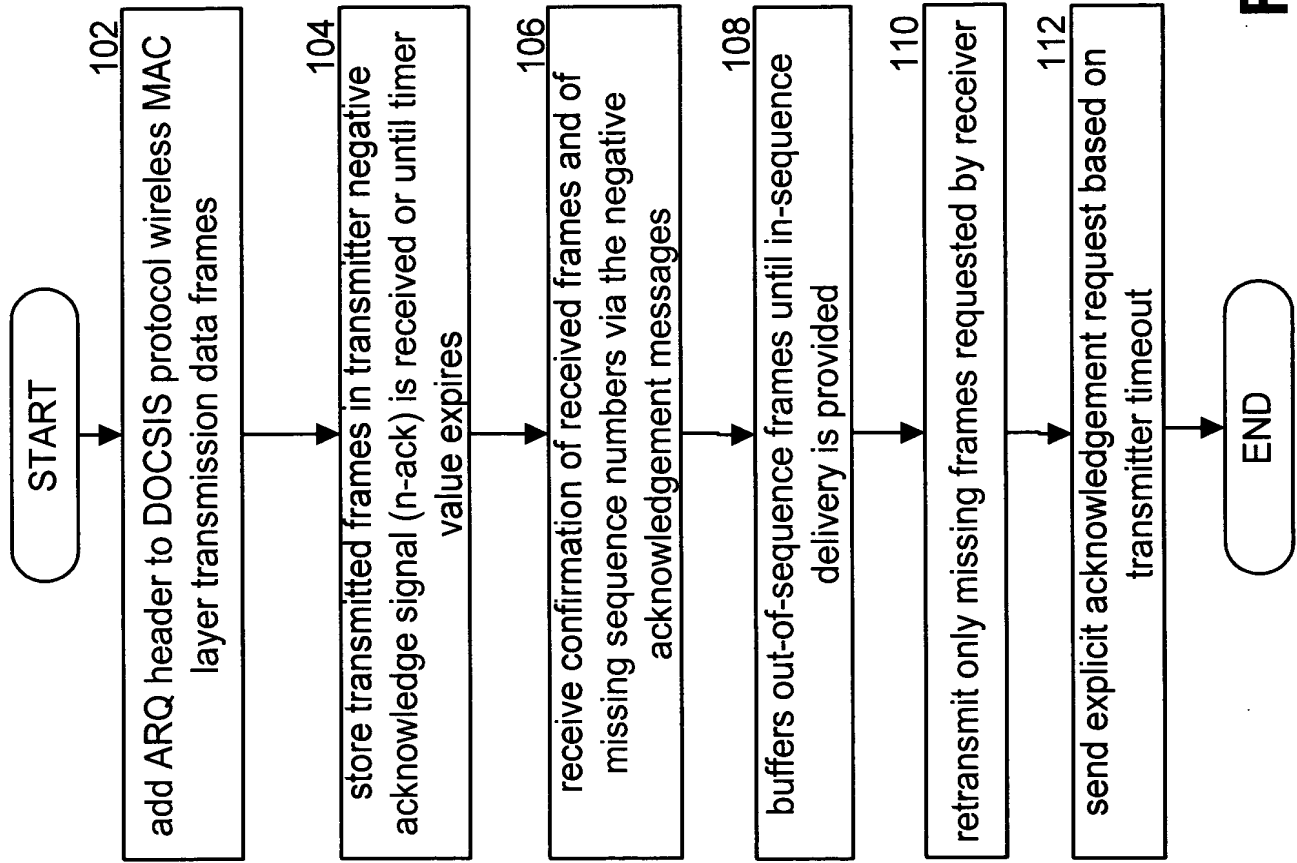 START
102
add ARQ header to DOCSIS protocol wireless MAC
layer transmission data frames
104
store transmitted frames in transmitter negative
acknowledge signal (n-ack) is received or until timer
value expires
106
receive confirmation of received frames and of
missing sequence numbers via the negative
acknowledgement messages
108
buffers out-of-sequence frames until in-sequence
delivery is provided
110
retransmit only missing frames requested by receiver
112
send explicit acknowledgement request based on
transmitter timeout
END